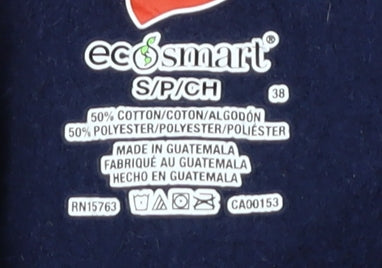 ecosmart®
S/P/CH 38
50% COTTON/COTON/ALGODÓN
50% POLYESTER/POLYESTER/POLIÉSTER
MADE IN GUATEMALA
FABRIQUÉ AU GUATEMALA
HECHO EN GUATEMALA
RN15763 CA00153